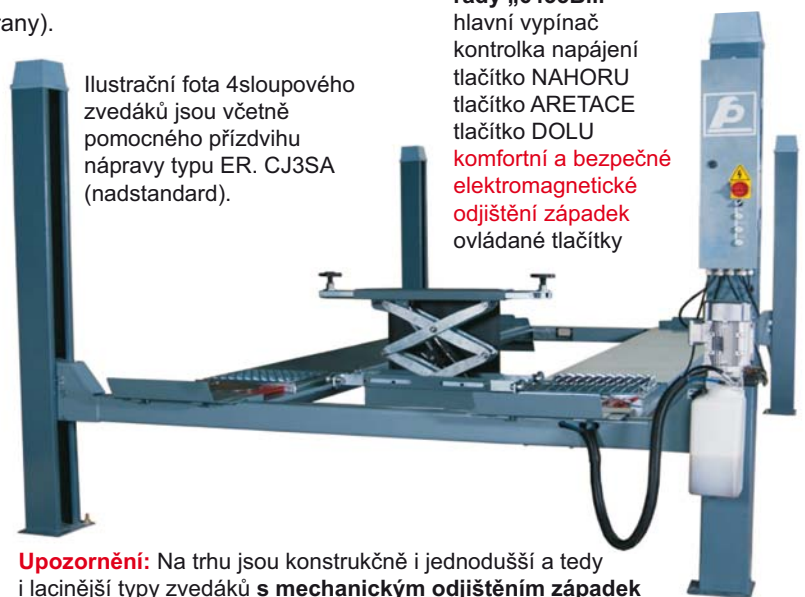 rany).
Ilustrační fota 4sloupového
zvedáků jsou včetně
pomocného přízdvihu
nápravy typu ER. CJ3SA
(nadstandard).
hlavní vypínač
kontrolka napájení
tlačítko NAHORU
tlačítko ARETACE
tlačítko DOLU
komfortní a bezpečné
elektromagnetické
odjištění západek
ovládané tlačítky
Upozornění: Na trhu jsou konstrukčně i jednodušší a tedy
i lacinější typy zvedáků s mechanickým odjištěním západek